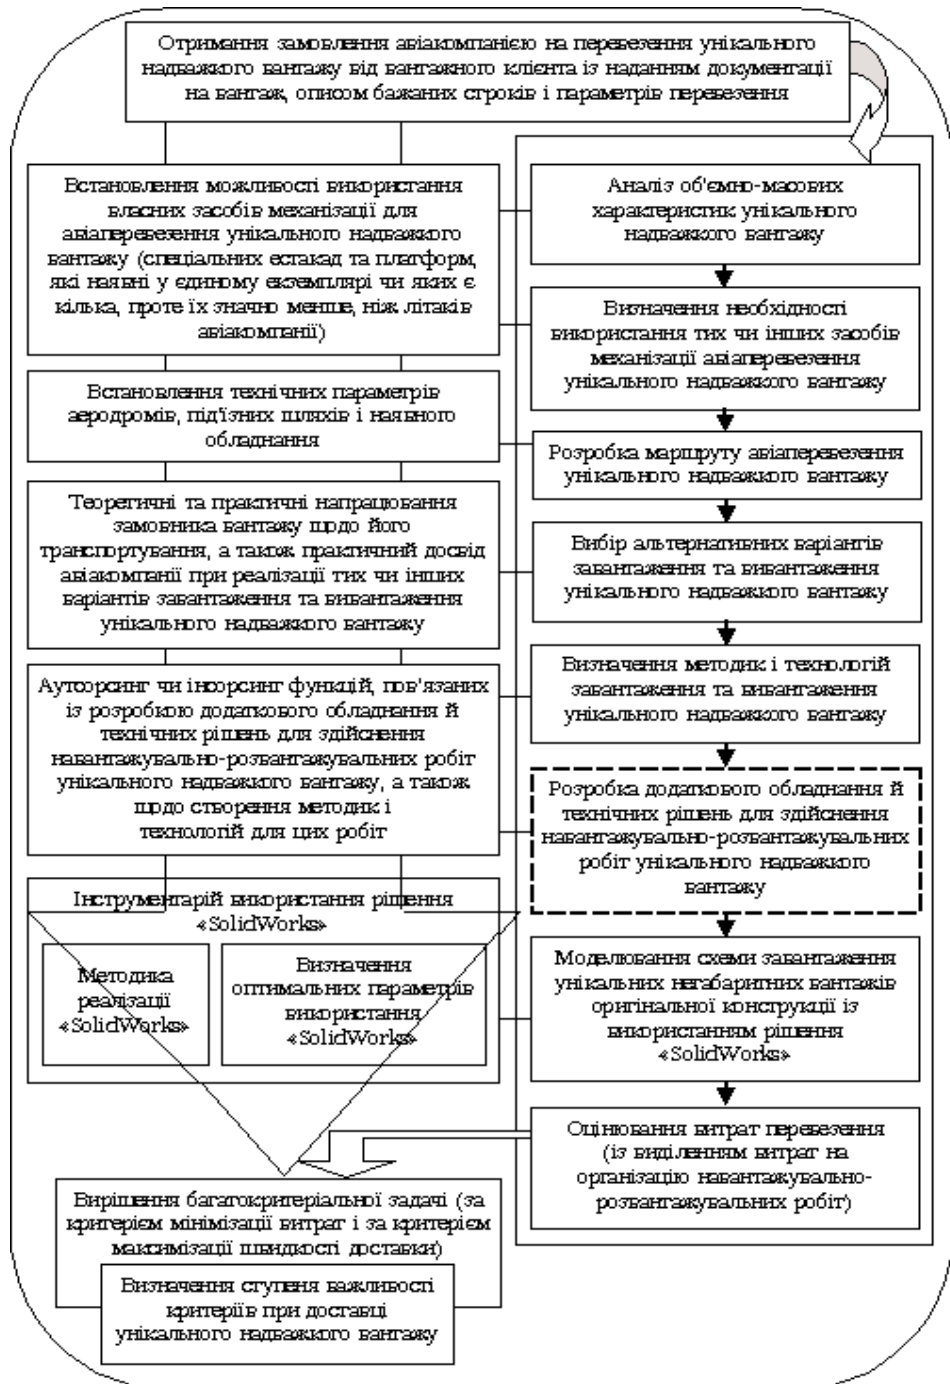 Отримання замовлення авіакомпанією на перевезення унікального
надважкого вантажу від вантажного клієнта із наданням документації
на вантаж, описом бажаних строків і параметрів перевезення
Встановлення можливості використання
власних засобів механізації для
авіаперевезення унікального надважкого
вантажу (спеціальних естакад та платформ,
які наявні у єдиному екземплярі чи яких є
кілька, проте їх значно менше, ніж літаків
авіакомпанії)
Встановлення технічних параметрів
аеродромів, під'їзних шляхів і наявного
обладнання
Теоретичні та практичні напрацювання
замовника вантажу щодо його
транспортування, а також практичний досвід
авіакомпанії при реалізації тих чи інших
варіантів завантаження та вивантаження
унікального надважкого вантажу
Аутсорсинг чи інсорсинг функцій, пов'язаних
із розробкою додаткового обладнання й
технічних рішень для здійснення
навантажувально-розвантажувальних робіт
унікального надважкого вантажу, а також
щодо створення методик і
технологій для цих робіт
Інструментарій використання рішення
«SolidWorks»
Методика
реалізації
«SolidWorks»
Визначення
оптимальних параметрів
використання
«SolidWorks»
Аналіз об'ємно-масових
характеристик унікального
надважкого вантажу
Визначення необхідності
використання тих чи інших засобів
механізації авіаперевезення
унікального надважкого вантажу
Розробка маршруту авіаперевезення
унікального надважкого вантажу
Вибір альтернативних варіантів
завантаження та вивантаження
унікального надважкого вантажу
Визначення методик і технологій
завантаження та вивантаження
унікального надважкого вантажу
Розробка додаткового обладнання й
технічних рішень для здійснення
навантажувально-розвантажувальних
робіт унікального надважкого
вантажу
Моделювання схеми завантаження
унікальних негабаритних вантажів
оригінальної конструкції із
використанням рішення
«SolidWorks»
Оцінювання витрат перевезення
(із виділенням витрат на
організацію навантажувально-
розвантажувальних робіт)
Вирішення багатокритеріальної задачі (за
критерієм мінімізації витрат і за критерієм
максимізації швидкості доставки)
Визначення ступеня важливості
критеріїв при доставці
унікального надважкого вантажу